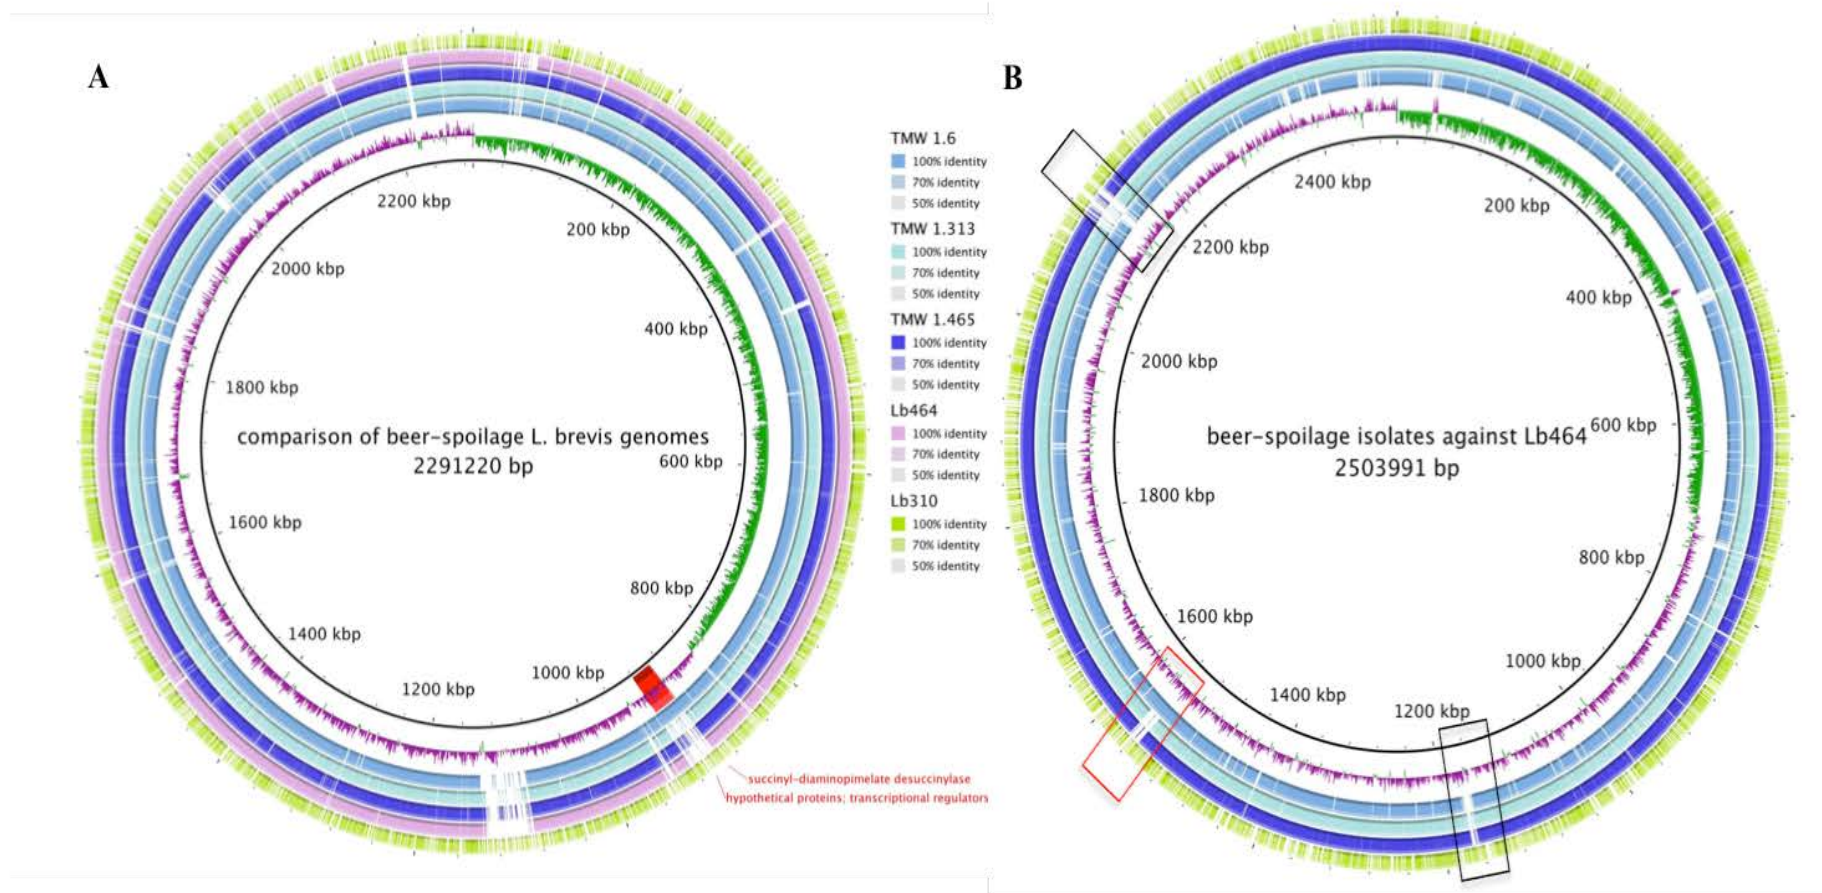 A
2200 kbp
200 kbp
2000 kbp
400 kbp
1800 kbp
comparison of beer-spoilage L. brevis genomes
2291220 bp
600 kbp
1600 kbp
800 kbp
1400 kbp
1000 kbp
1200 kbp
succinyl-diaminopimelate desuccinylase
hypothetical proteins; transcriptional regulators
TMW 1.6
100% identity
70% identity
50% identity
TMW 1.313
100% identity
70% identity
50% identity
TMW 1.465
100% identity
70% identity
50% identity
Lb464
100% identity
70% identity
50% identity
Lb310
100% identity
70% identity
50% identity
B
2400 kbp
200 kbp
2200 kbp
400 kbp
2000 kbp
600 kbp
beer-spoilage isolates against Lb464
2503991 bp
1800 kbp
800 kbp
1600 kbp
1000 kbp
1400 kbp
1200 kbp